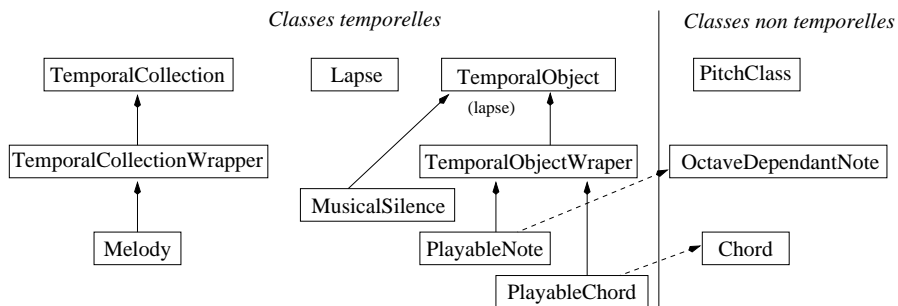 Classes temporelles
Classes non temporelles
TemporalCollection
Lapse
TemporalObject
PitchClass
(lapse)
TemporalCollectionWrapper
TemporalObjectWraper
OctaveDependantNote
MusicalSilence
Melody
PlayableNote
Chord
PlayableChord